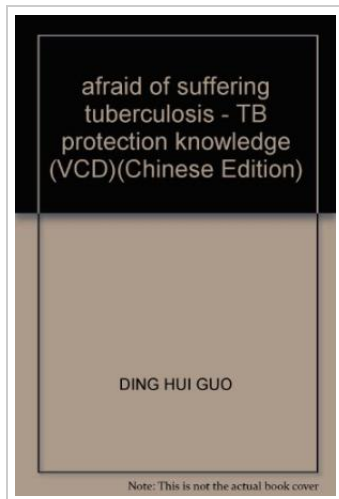 afraid of suffering
tuberculosis - TB
protection knowledge
(VCD)(Chinese Edition)
DING HUI GUO
Note: This is not the actual book cover